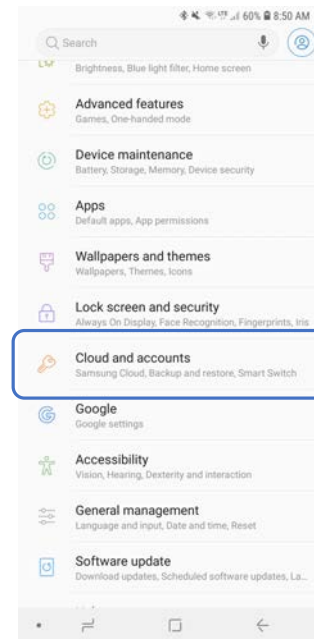 60% 8:50 AM
Search
Brightness, Blue light filter, Home screen
Advanced features
Games, One-handed mode
Device maintenance
Battery, Storage, Memory, Device security
Apps
Default apps, App permissions
Wallpapers and themes
Wallpapers, Themes, Icons
Lock screen and security
Always On Display, Face Recognition, Fingerprints, Iris
Cloud and accounts
Samsung Cloud, Backup and restore, Smart Switch
Google
Google settings
Accessibility
Vision, Hearing, Dexterity and interaction
General management
Language and input, Date and time, Reset
Software update
Download updates, Scheduled software updates, La...